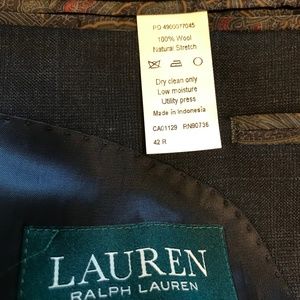 PO 4900077045
100% Wool
Natural Stretch
Dry clean only
Low moisture
Utility press
Made in Indonesia
CA01129 RN90736
42 R
LAUREN
RALPH LAUREN